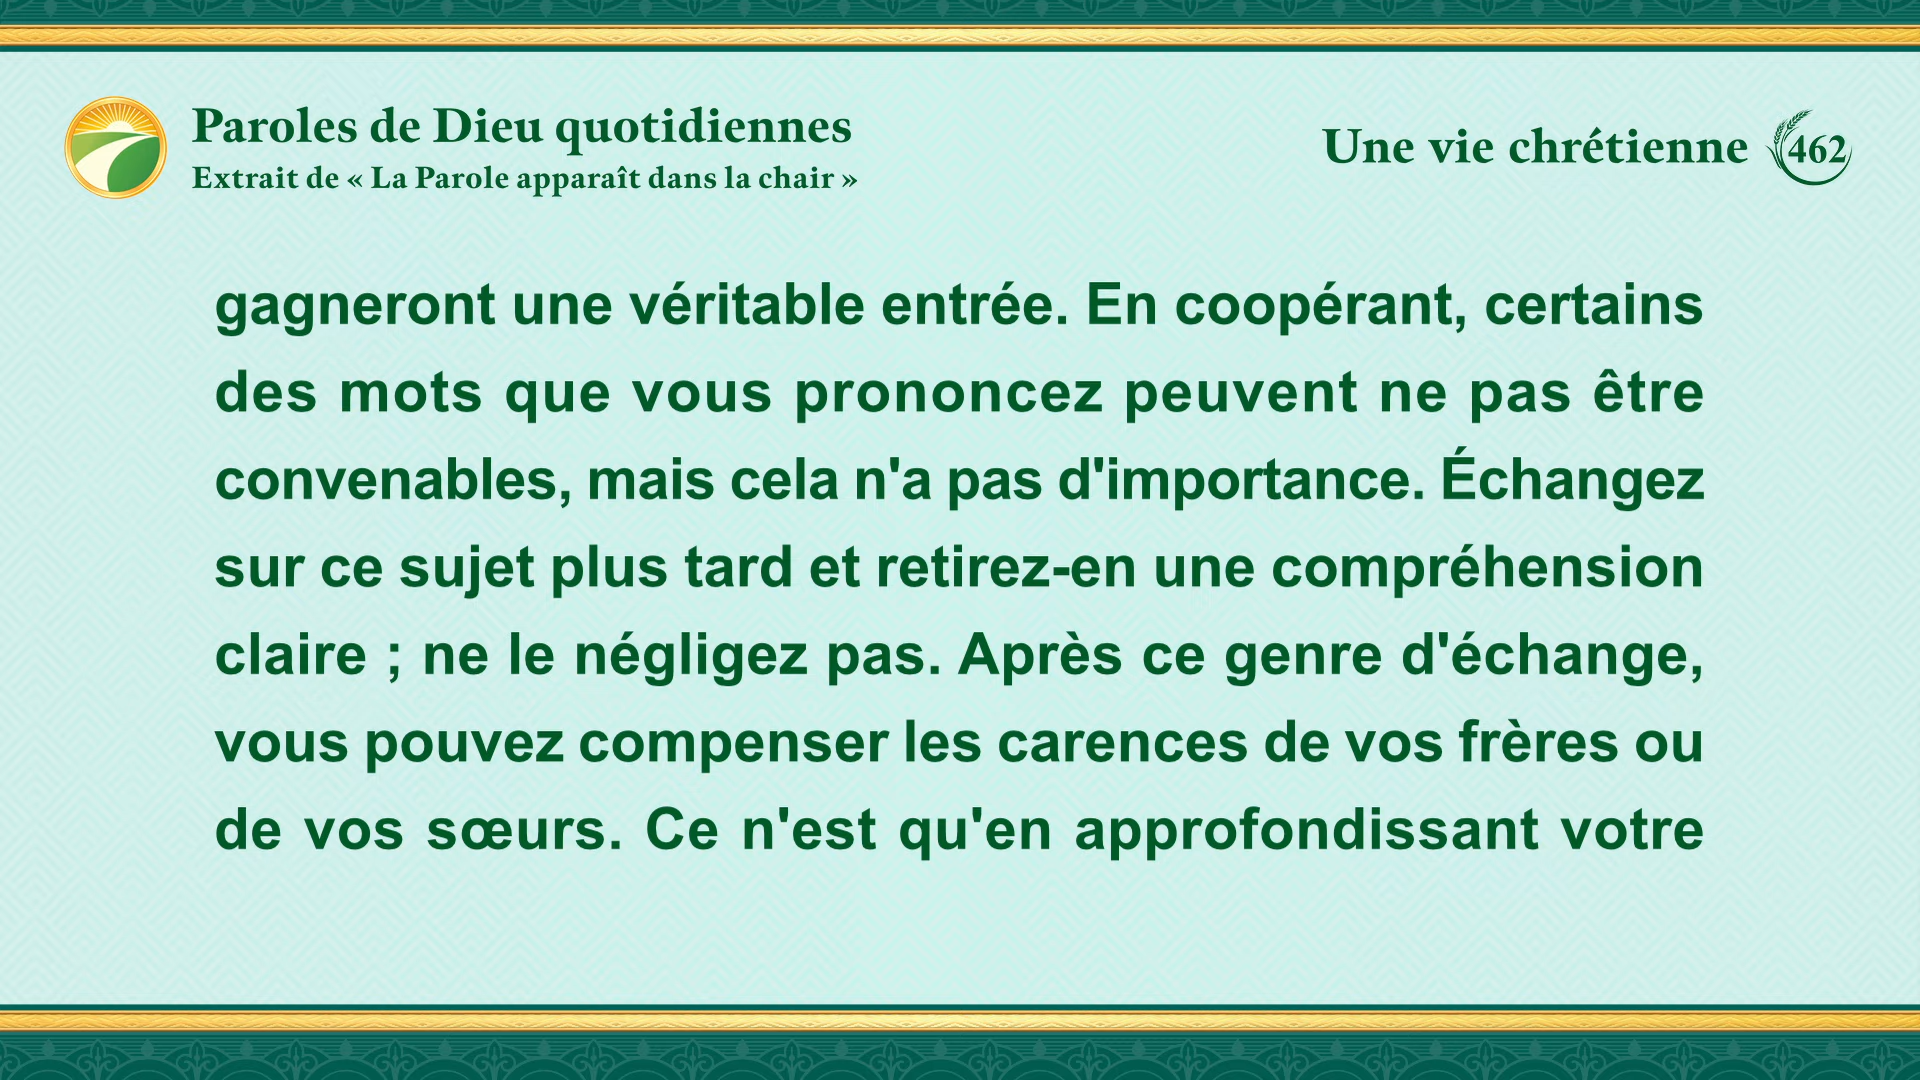 Paroles de Dieu quotidiennes
Extrait de « La Parole apparaît dans la chair »
Une vie chrétienne 462
gagneront une véritable entrée. En coopérant, certains
des mots que vous prononcez peuvent ne pas être
convenables, mais cela n'a pas d'importance. Échangez
sur ce sujet plus tard et retirez-en une compréhension
claire ; ne le négligez pas. Après ce genre d'échange,
vous pouvez compenser les carences de vos frères ou
de vos sœurs. Ce n'est qu'en approfondissant votre